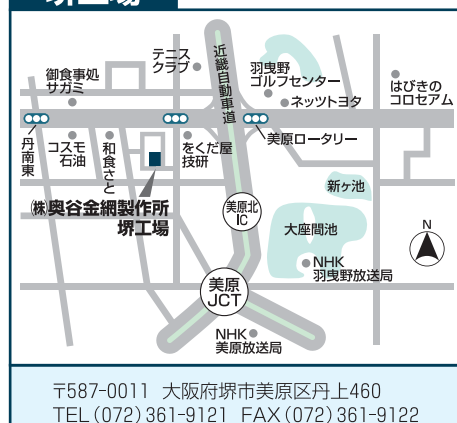 堺工場
テニス
クラブ
近畿自動車道
羽曳野
ゴルフセンター
御食事処
サガミ
ネッツトヨタ
はびきの
コロセアム
丹南東
コスモ
石油
和食さと
をくだ屋
技研
美原ロータリー
㈱奥谷金網製作所
堺工場
新ヶ池
美原北
IC
大座間池
N
NHK
羽曳野放送局
美原
JCT
NHK
美原放送局
〒587-0011 大阪府堺市美原区丹上460
TEL(072)361-9121 FAX(072)361-9122